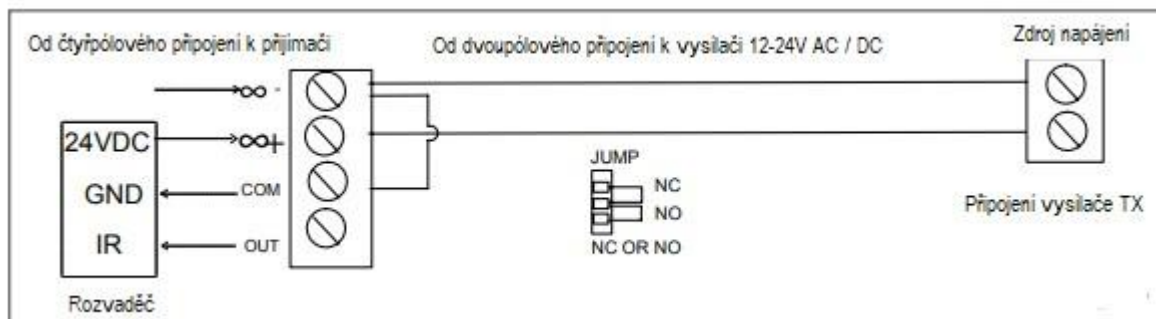 Od čtyřpólového připojení k přijímači
Od dvoupólového připojení k vysílači 12-24V AC / DC
Zdroj napájení
∞ -
24VDC
∞+
GND
COM
IR
OUT
Rozvaděč
JUMP
NC
NO
NC OR NO
Připojení vysílače TX